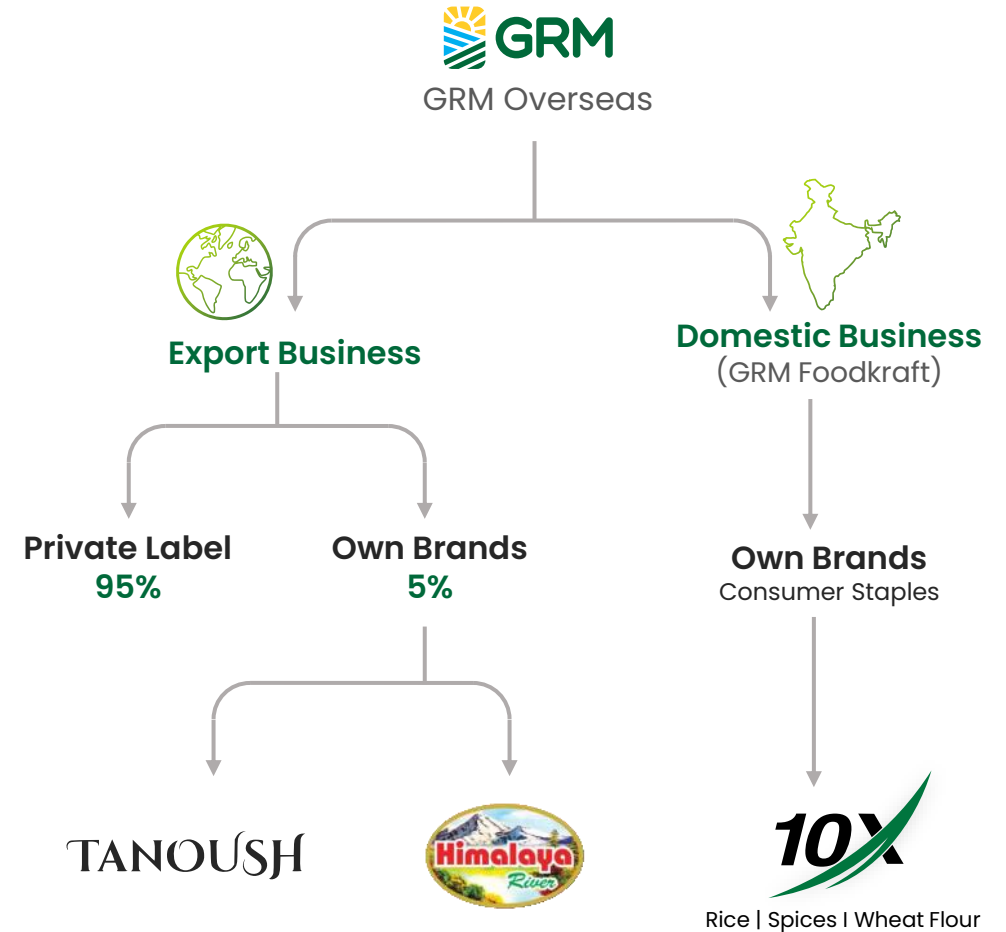 GRM
GRM Overseas
Export Business
Domestic Business
(GRM Foodkraft)
Private Label
95%
Own Brands
5%
Own Brands
Consumer Staples
TANOUSH
Himalaya
River
10X
Rice | Spices I Wheat Flour